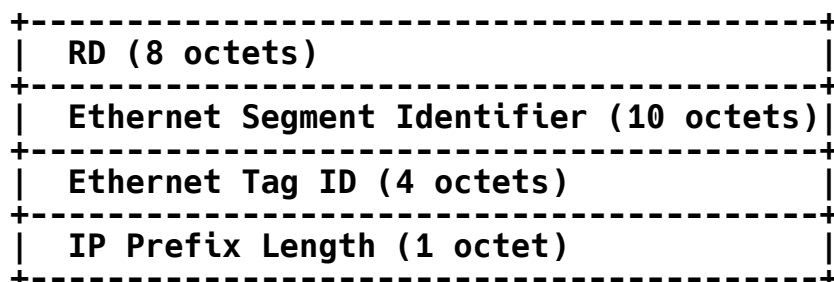 +---------------------------------------+
| RD (8 octets) |
+---------------------------------------+
| Ethernet Segment Identifier (10 octets)|
+---------------------------------------+
| Ethernet Tag ID (4 octets) |
+---------------------------------------+
| IP Prefix Length (1 octet) |
+---------------------------------------+